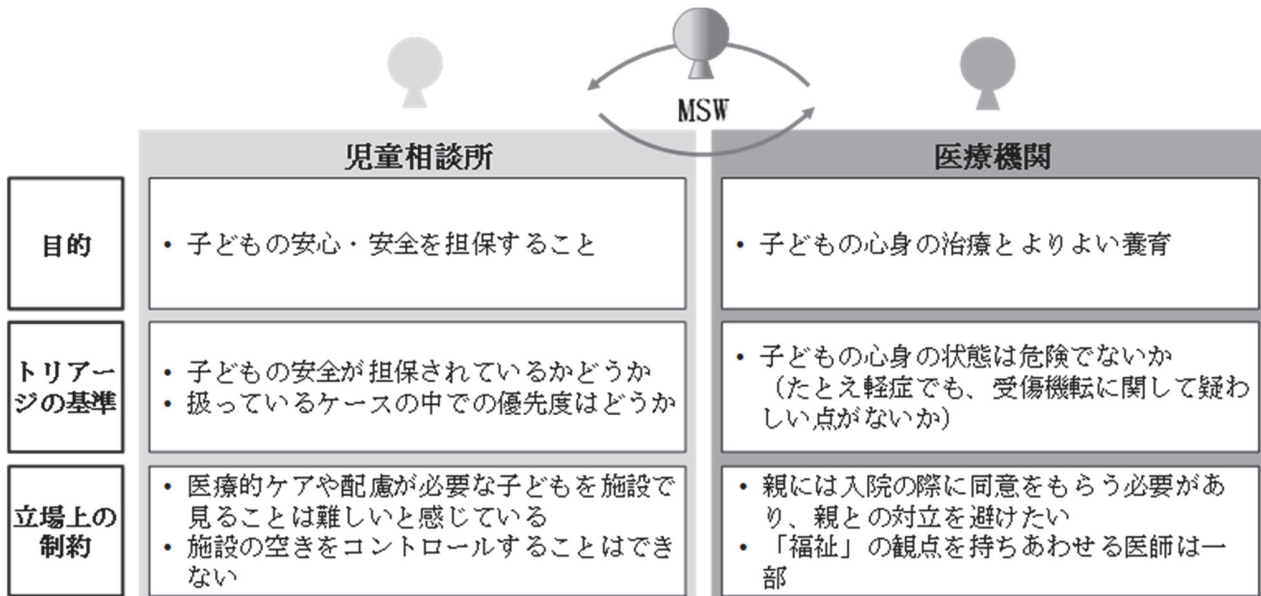 MSW
児童相談所
医療機関
目的
• 子どもの安心・安全を担保すること
• 子どもの心身の治療とよりよい養育
トリアー
ジの基準
• 子どもの安全が担保されているかどうか
• 扱っているケースの中での優先度はどうか
• 子どもの心身の状態は危険でないか
（たとえ軽症でも、受傷機転に関して疑わ
しい点がないか）
立場上の
制約
• 医療的ケアや配慮が必要な子どもを施設で
見ることは難しいと感じている
• 施設の空きをコントロールすることはでき
ない
• 親には入院の際に同意をもらう必要があ
り、親との対立を避けたい
• 「福祉」の観点を持ちあわせる医師は一
部